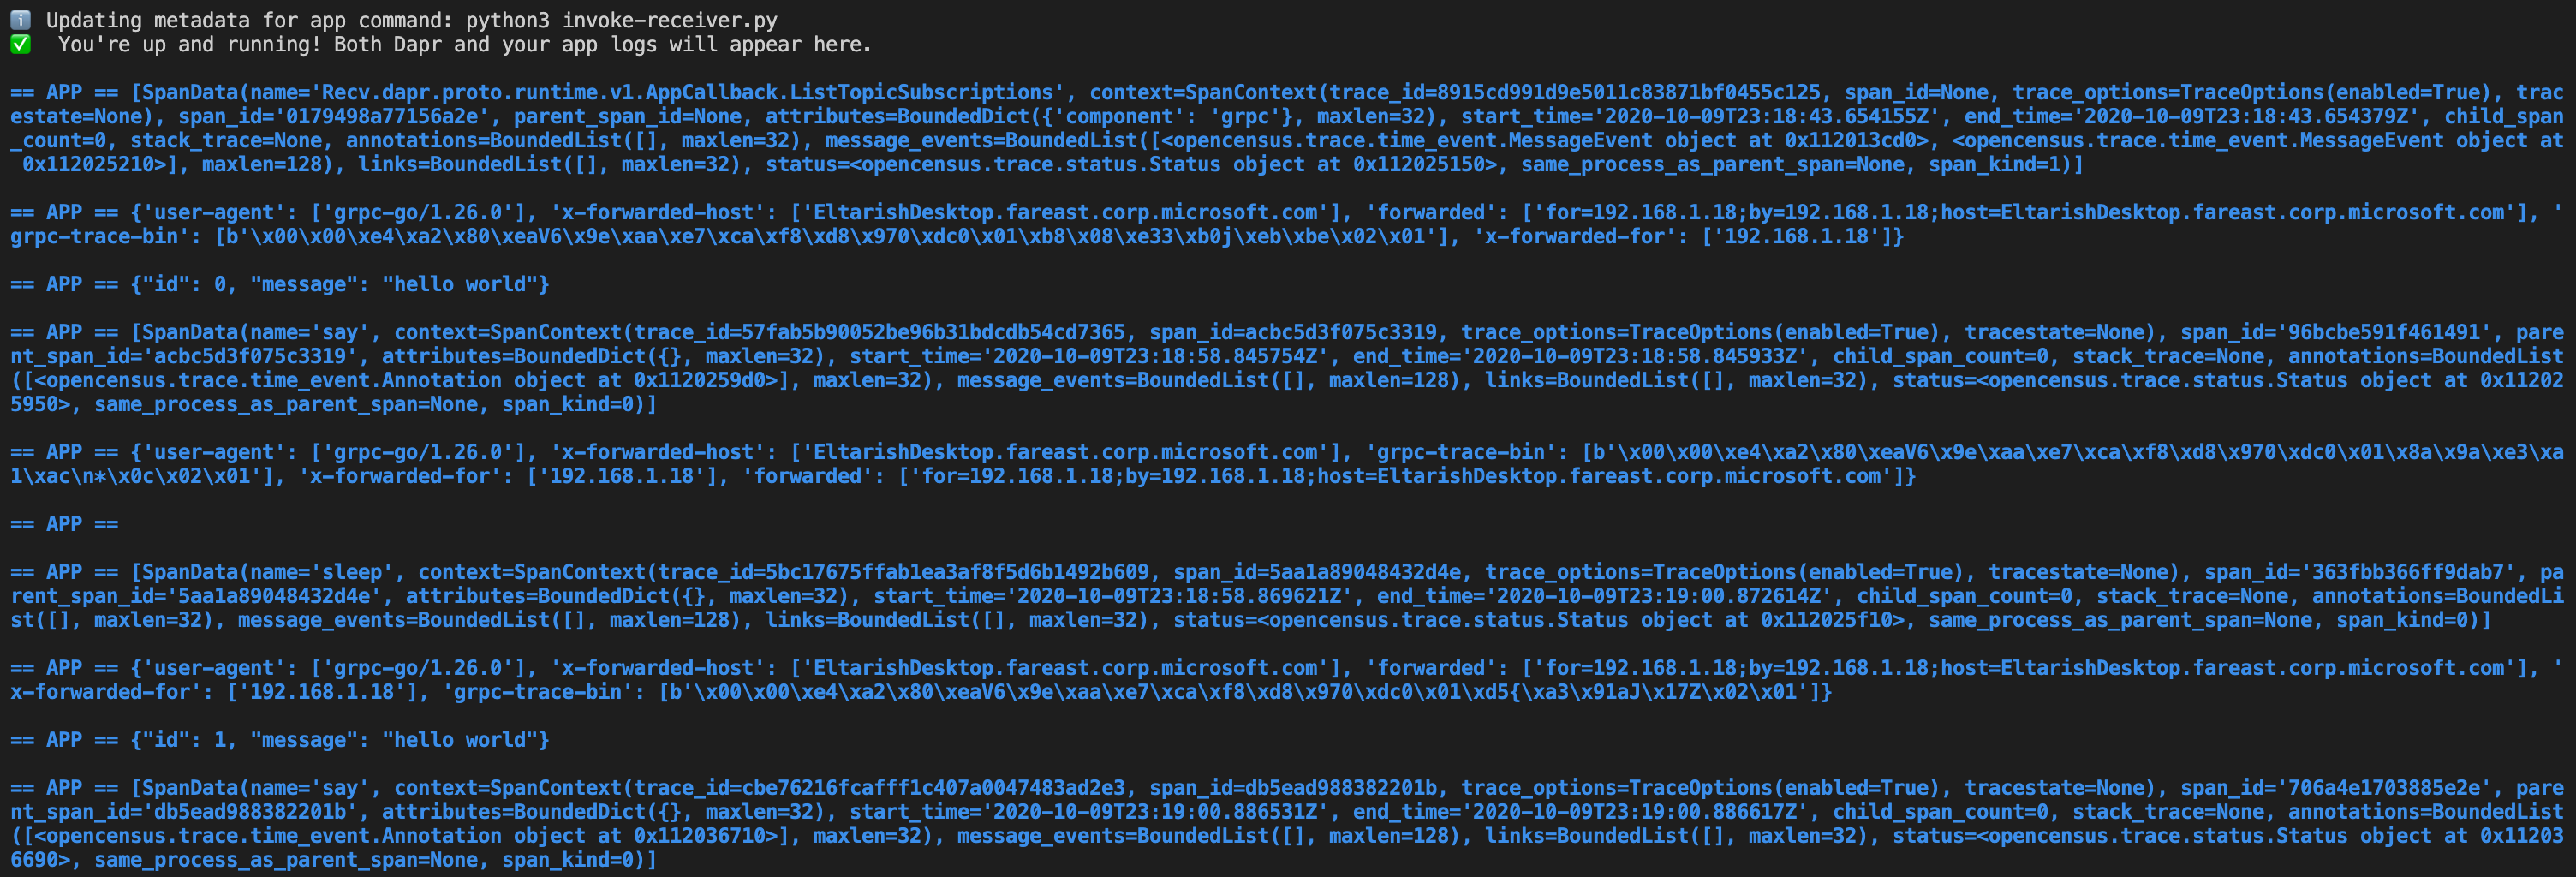 Updating metadata for app command: python3 invoke-receiver.py
You're up and running! Both Dapr and your app logs will appear here.
== APP == [SpanData(name='Recv.dapr.proto.runtime.v1.AppCallback.ListTopicSubscriptions', context=SpanContext(trace_id=8915cd991d9e5011c83871bf0455c125, span_id=None, trace_options=TraceOptions(enabled=True), trac
estate=None), span_id='0179498a77156a2e', parent_span_id=None, attributes=BoundedDict({'component': 'grpc'}, maxlen=32), start_time='2020-10-09T23:18:43.654155Z', end_time='2020-10-09T23:18:43.654379Z', child_span
_count=0, stack_trace=None, annotations=BoundedList([], maxlen=32), message_events=BoundedList([<opencensus.trace.time_event.MessageEvent object at 0x112013cd0>, <opencensus.trace.time_event.MessageEvent object at
 0x112025210>], maxlen=128), links=BoundedList([], maxlen=32), status=<opencensus.trace.status.Status object at 0x112025150>, same_process_as_parent_span=None, span_kind=1)]
== APP == {'user-agent': ['grpc-go/1.26.0'], 'x-forwarded-host': ['EltarishDesktop.fareast.corp.microsoft.com'], 'forwarded': ['for=192.168.1.18;by=192.168.1.18;host=EltarishDesktop.fareast.corp.microsoft.com'], '
grpc-trace-bin': [b'\x00\x00\xe4\xa2\x80\xeaV6\x9e\xaa\xe7\xca\xf8\xd8\x970\xdc0\x01\xb8\x08\xe33\xb0j\xeb\xbe\x02\x01'], 'x-forwarded-for': ['192.168.1.18']}
== APP == {"id": 0, "message": "hello world"}
== APP == [SpanData(name='say', context=SpanContext(trace_id=57fab5b90052be96b31bdcdb54cd7365, span_id=acbc5d3f075c3319, trace_options=TraceOptions(enabled=True), tracestate=None), span_id='96bcbe591f461491', pare
nt_span_id='acbc5d3f075c3319', attributes=BoundedDict({}, maxlen=32), start_time='2020-10-09T23:18:58.845754Z', end_time='2020-10-09T23:18:58.845933Z', child_span_count=0, stack_trace=None, annotations=BoundedList
([<opencensus.trace.time_event.Annotation object at 0x1120259d0>], maxlen=32), message_events=BoundedList([], maxlen=128), links=BoundedList([], maxlen=32), status=<opencensus.trace.status.Status object at 0x11202
5950>, same_process_as_parent_span=None, span_kind=0)]
== APP == {'user-agent': ['grpc-go/1.26.0'], 'x-forwarded-host': ['EltarishDesktop.fareast.corp.microsoft.com'], 'grpc-trace-bin': [b'\x00\x00\xe4\xa2\x80\xeaV6\x9e\xaa\xe7\xca\xf8\xd8\x970\xdc0\x01\x8a\x9a\xe3\xa
1\xac\n*\x0c\x02\x01'], 'x-forwarded-for': ['192.168.1.18'], 'forwarded': ['for=192.168.1.18;by=192.168.1.18;host=EltarishDesktop.fareast.corp.microsoft.com']}
== APP ==
== APP == [SpanData(name='sleep', context=SpanContext(trace_id=5bc17675ffab1ea3af8f5d6b1492b609, span_id=5aa1a89048432d4e, trace_options=TraceOptions(enabled=True), tracestate=None), span_id='363fbb366ff9dab7', pa
rent_span_id='5aa1a89048432d4e', attributes=BoundedDict({}, maxlen=32), start_time='2020-10-09T23:18:58.869621Z', end_time='2020-10-09T23:19:00.872614Z', child_span_count=0, stack_trace=None, annotations=BoundedLi
st([], maxlen=32), message_events=BoundedList([], maxlen=128), links=BoundedList([], maxlen=32), status=<opencensus.trace.status.Status object at 0x112025f10>, same_process_as_parent_span=None, span_kind=0)]
== APP == {'user-agent': ['grpc-go/1.26.0'], 'x-forwarded-host': ['EltarishDesktop.fareast.corp.microsoft.com'], 'forwarded': ['for=192.168.1.18;by=192.168.1.18;host=EltarishDesktop.fareast.corp.microsoft.com'], '
x-forwarded-for': ['192.168.1.18'], 'grpc-trace-bin': [b'\x00\x00\xe4\xa2\x80\xeaV6\x9e\xaa\xe7\xca\xf8\xd8\x970\xdc0\x01\xd5{\xa3\x91aJ\x17Z\x02\x01']}
== APP == {"id": 1, "message": "hello world"}
== APP == [SpanData(name='say', context=SpanContext(trace_id=cbe76216fcafff1c407a0047483ad2e3, span_id=db5ead988382201b, trace_options=TraceOptions(enabled=True), tracestate=None), span_id='706a4e1703885e2e', pare
nt_span_id='db5ead988382201b', attributes=BoundedDict({}, maxlen=32), start_time='2020-10-09T23:19:00.886531Z', end_time='2020-10-09T23:19:00.886617Z', child_span_count=0, stack_trace=None, annotations=BoundedList
([<opencensus.trace.time_event.Annotation object at 0x112036710>], maxlen=32), message_events=BoundedList([], maxlen=128), links=BoundedList([], maxlen=32), status=<opencensus.trace.status.Status object at 0x11203
6690>, same_process_as_parent_span=None, span_kind=0)]